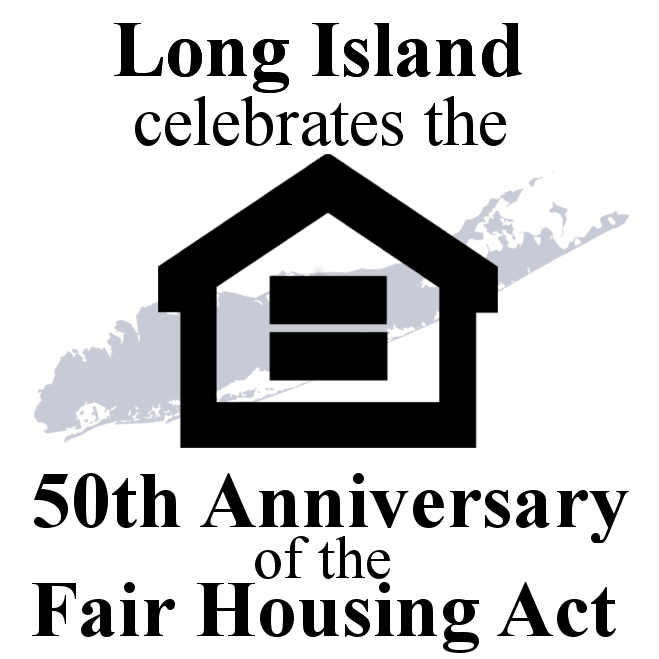 Long Island
celebrates the
50th Anniversary
of the
Fair Housing Act